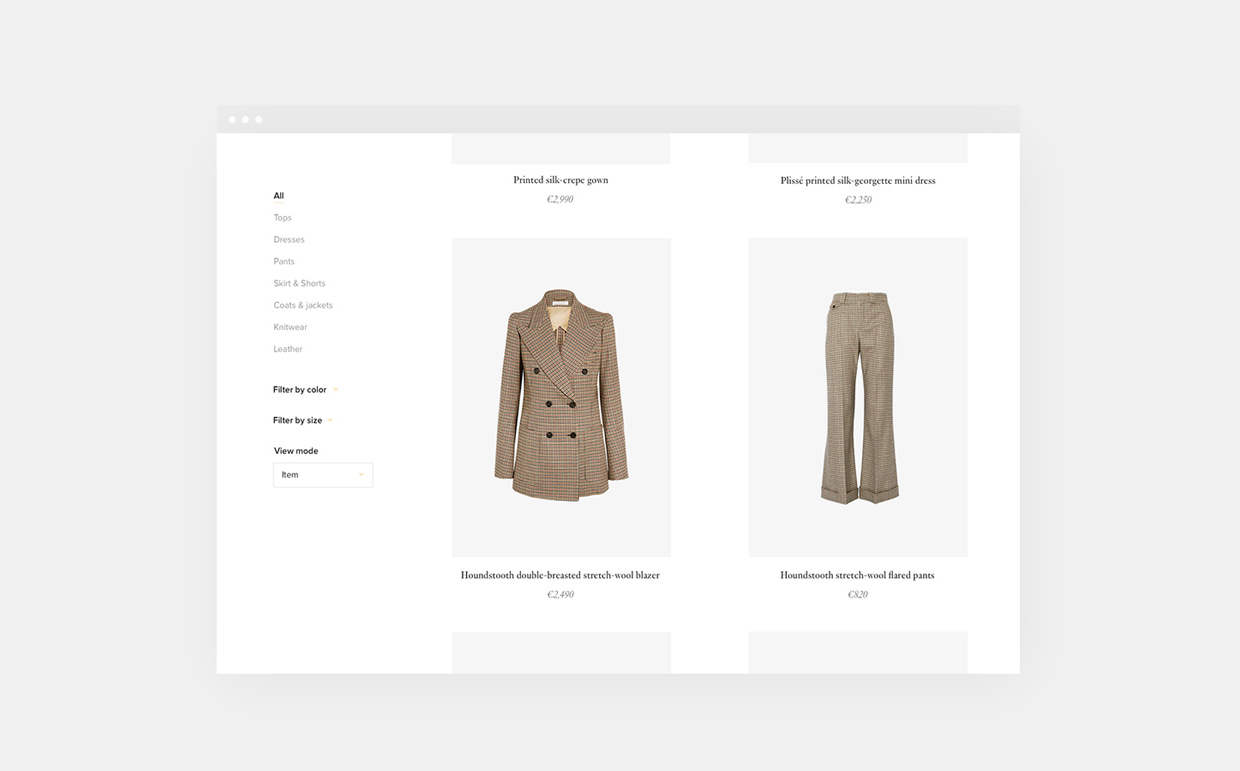 All
Tops
Dresses
Pants
Skirt & Shorts
Coats & jackets
Knitwear
Leather
Filter by color
Filter by size
View mode
Item
Printed silk-crepe gown
€2,990
Plissé printed silk-georgette mini dress
€2,250
Houndstooth double-breasted stretch-wool blazer
€2,490
Houndstooth stretch-wool flared pants
€820